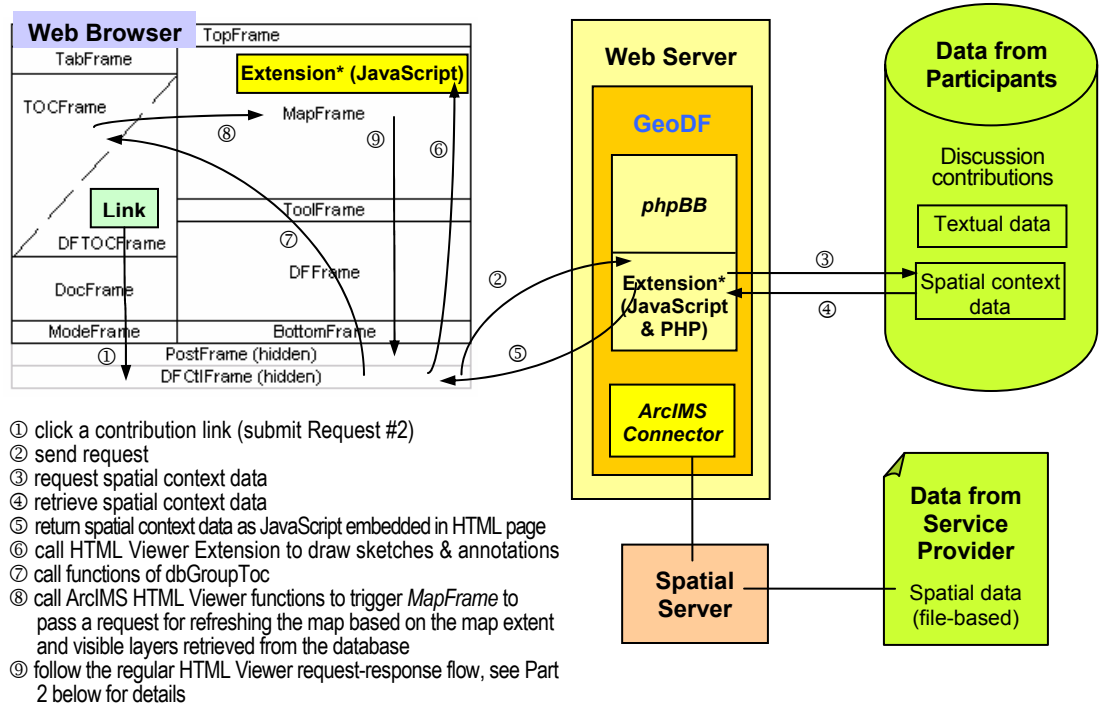 Web Browser
TopFrame
TabFrame
Extension* (JavaScript)
TOCFrame
MapFrame
⑧
⑨
⑥
Link
ToolFrame
DFTOCFrame
⑦
DFFrame
DocFrame
ModeFrame
BottomFrame
①
PostFrame (hidden)
DFCtlFrame (hidden)
②
⑤
Web Server
GeoDF
phpBB
Extension*
(JavaScript
& PHP)
③
④
ArcIMS
Connector
Data from
Participants
Discussion
contributions
Textual data
Spatial context
data
Spatial
Server
Data from
Service
Provider
Spatial data
(file-based)
① click a contribution link (submit Request #2)
② send request
③ request spatial context data
④ retrieve spatial context data
⑤ return spatial context data as JavaScript embedded in HTML page
⑥ call HTML Viewer Extension to draw sketches & annotations
⑦ call functions of dbGroupToc
⑧ call ArcIMS HTML Viewer functions to trigger MapFrame to
pass a request for refreshing the map based on the map extent
and visible layers retrieved from the database
⑨ follow the regular HTML Viewer request-response flow, see Part
2 below for details